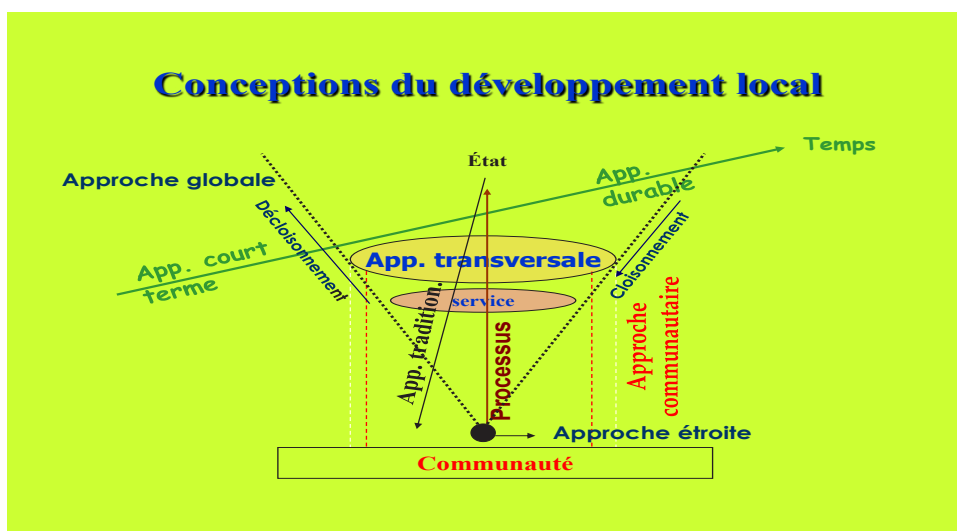 Conceptions du développement local
Temps
État
App.
durable
Approche globale
Décloisonnement
Cloisonnement
App. court
terme
App. transversale
service
App. tradition.
Processus
Approche
communautaire
Approche étroite
Communauté